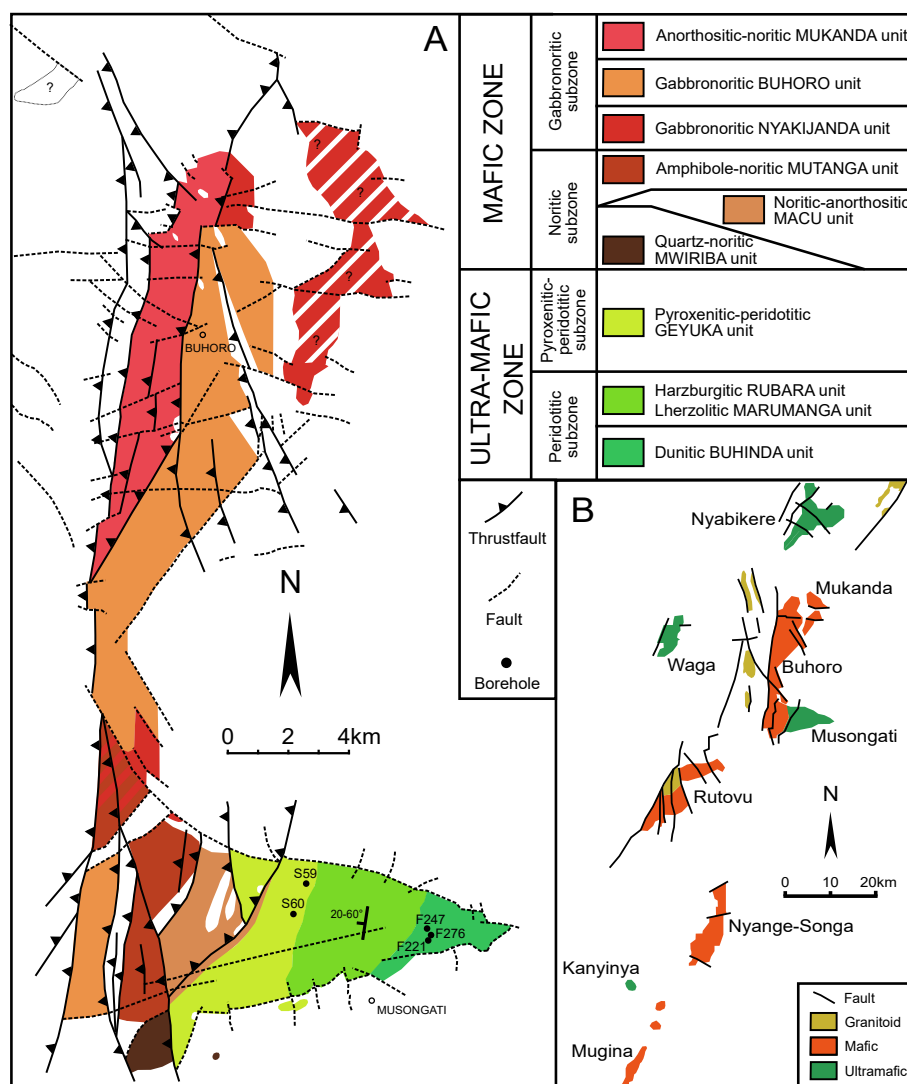 A
?
?
?
?
BUHORO
N
0 2 4km
S59
S60
20-60°
F247
F276
F221
MUSONGATI
MAFIC ZONE
Gabbronoritic
subzone
Anorthositic-noritic MUKANDA unit
Gabbronoritic BUHORO unit
Gabbronoritic NYAKIJANDA unit
Noritic
subzone
Amphibole-noritic MUTANGA unit
Noritic-anorthositic
MACU unit
Quartz-noritic
MWIRIBA unit
ULTRA-MAFIC
ZONE
Pyroxenitic-
peridotitic
subzone
Pyroxenitic-peridotitic
GEYUKA unit
Peridotitic
subzone
Harzburgitic RUBARA unit
Lherzolitic MARUMANGA unit
Dunitic BUHINDA unit
Thrustfault
Fault
Borehole
B
Nyabikere
Mukanda
Waga
Buhoro
Musongati
Rutovu
N
0 10 20km
Nyange-Songa
Kanyinya
Mugina
Fault
Granitoid
Mafic
Ultramafic